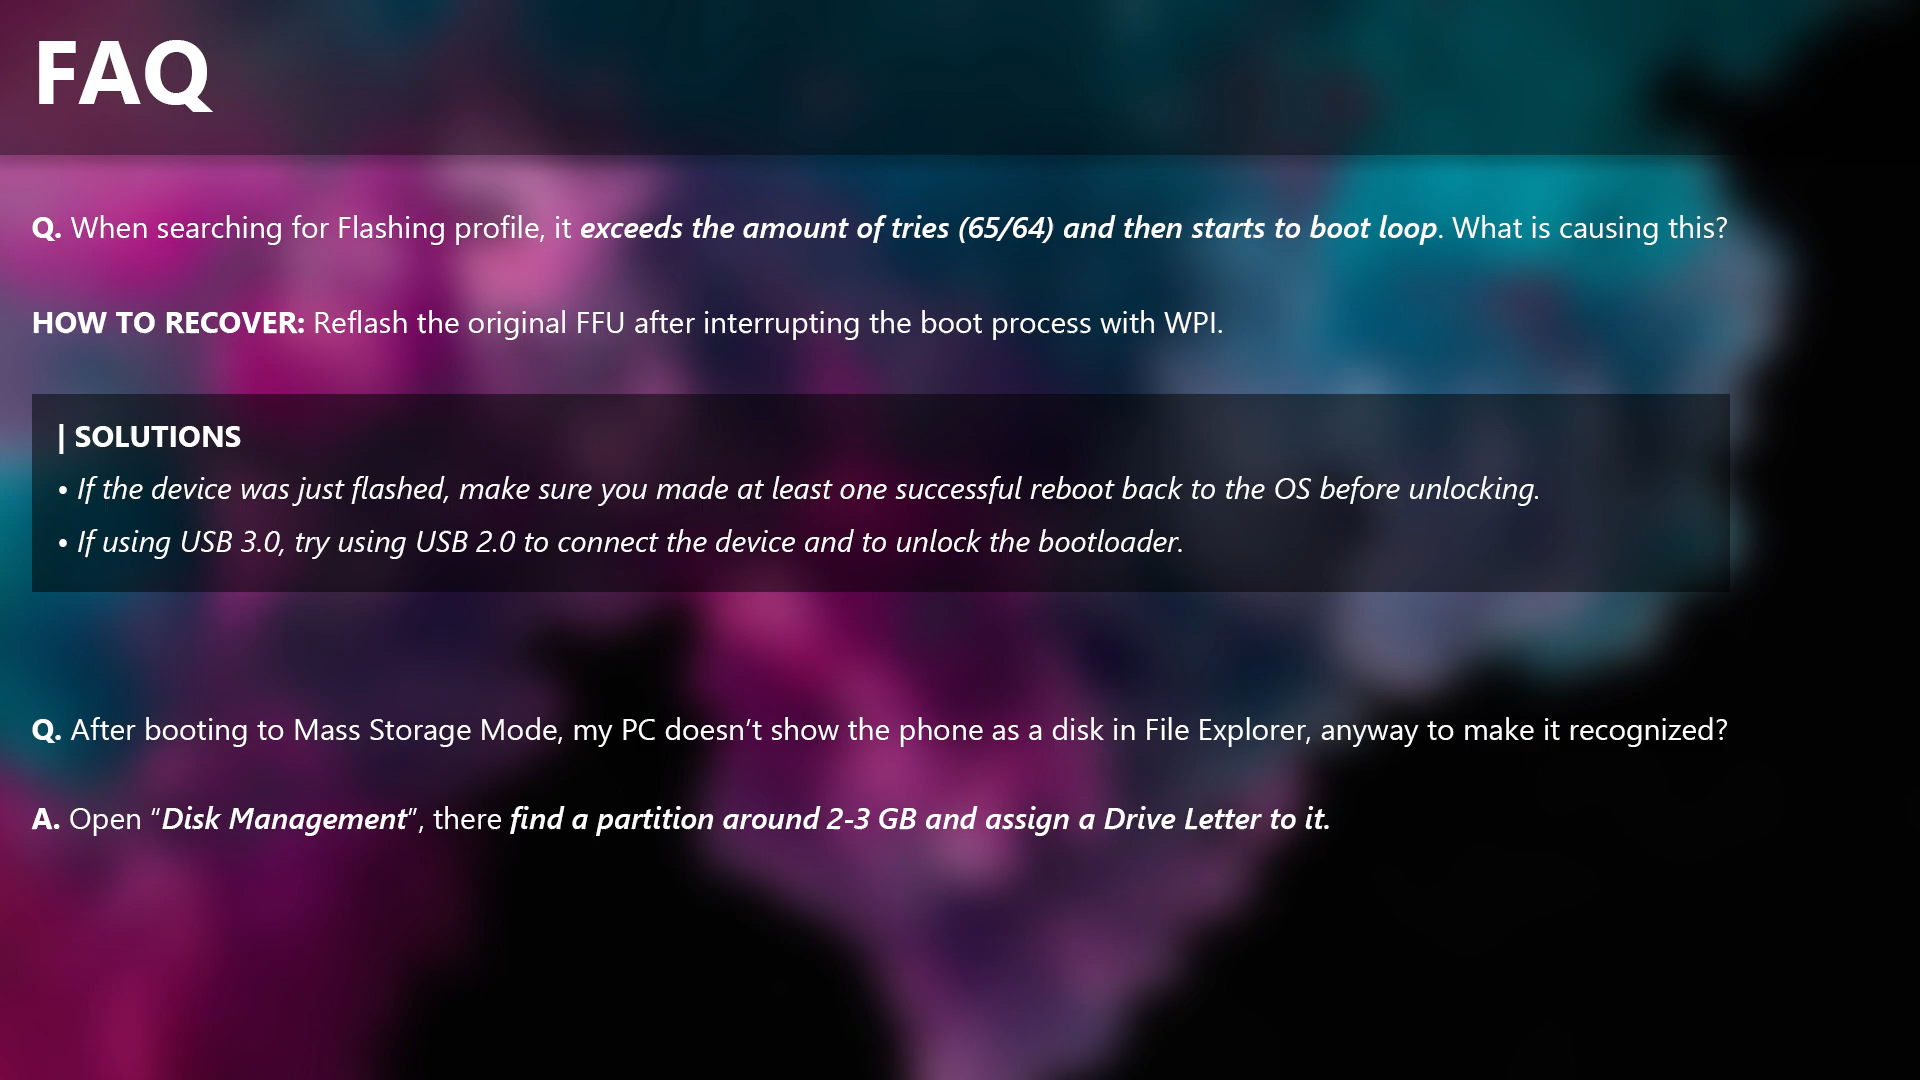 FAQ
Q. When searching for Flashing profile, it exceeds the amount of tries (65/64) and then starts to boot loop. What is causing this?
HOW TO RECOVER: Reflash the original FFU after interrupting the boot process with WPI.
| SOLUTIONS
• If the device was just flashed, make sure you made at least one successful reboot back to the OS before unlocking.
• If using USB 3.0, try using USB 2.0 to connect the device and to unlock the bootloader.
Q. After booting to Mass Storage Mode, my PC doesn’t show the phone as a disk in File Explorer, anyway to make it recognized?
A. Open “Disk Management”, there find a partition around 2-3 GB and assign a Drive Letter to it.